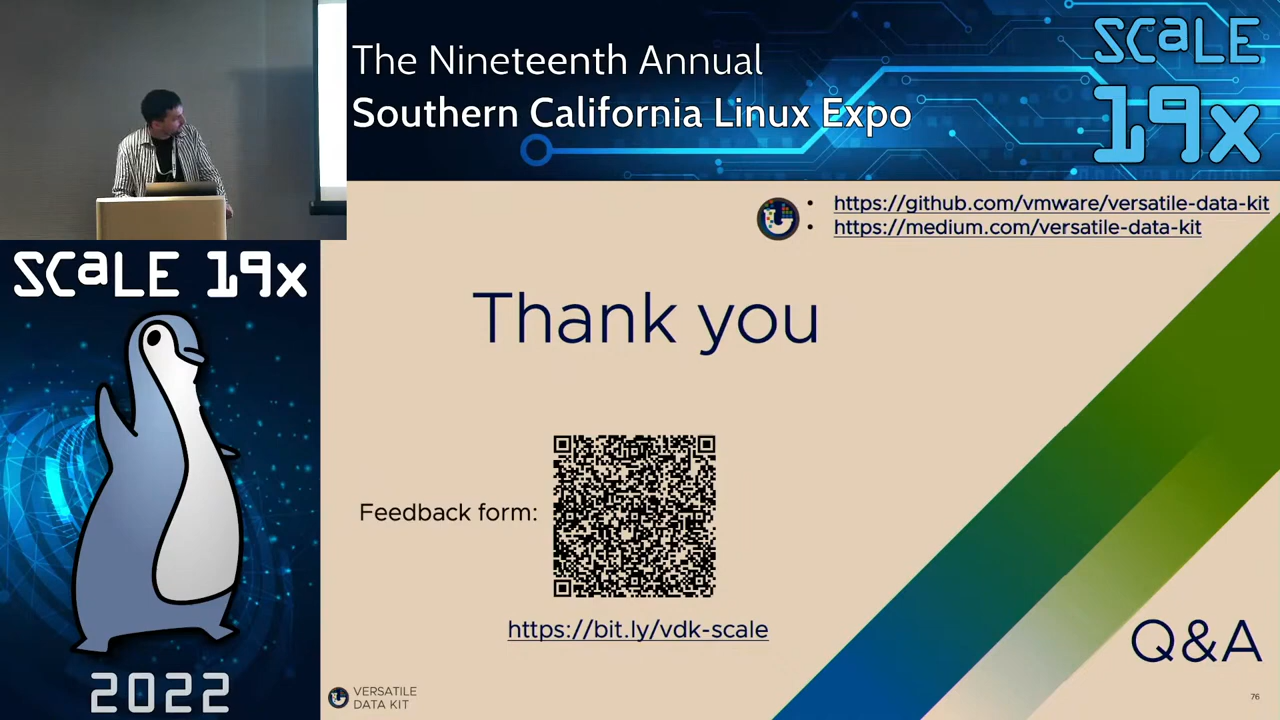 The Nineteenth Annual
Southern California Linux Expo
SCaLE
19x
SCaLE 19x
2022
• https://github.com/vmware/versatile-data-kit
• https://medium.com/versatile-data-kit
Thank you
Feedback form:
https://bit.ly/vdk-scale
Q&A
VERSATILE
DATA KIT
76